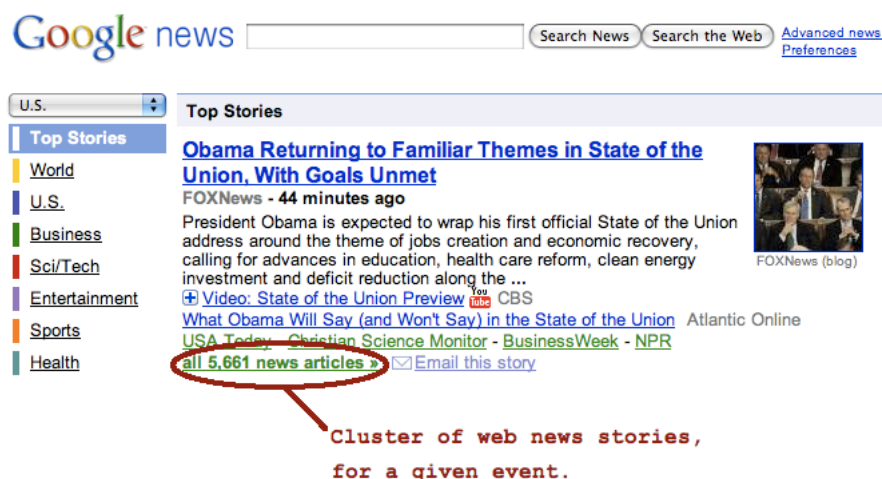 Google news
Search News
Search the Web
Advanced news
Preferences
U.S.
Top Stories
World
U.S.
Business
Sci/Tech
Entertainment
Sports
Health
Top Stories
Obama Returning to Familiar Themes in State of the
Union, With Goals Unmet
FOXNews - 44 minutes ago
President Obama is expected to wrap his first official State of the Union
address around the theme of jobs creation and economic recovery,
calling for advances in education, health care reform, clean energy
investment and deficit reduction along the ...
Video: State of the Union Preview You Tube CBS
What Obama Will Say (and Won't Say) in the State of the Union Atlantic Online
USA Today - Christian Science Monitor - BusinessWeek - NPR
all 5,661 news articles » Email this story
FOXNews (blog)
Cluster of web news stories,
for a given event.